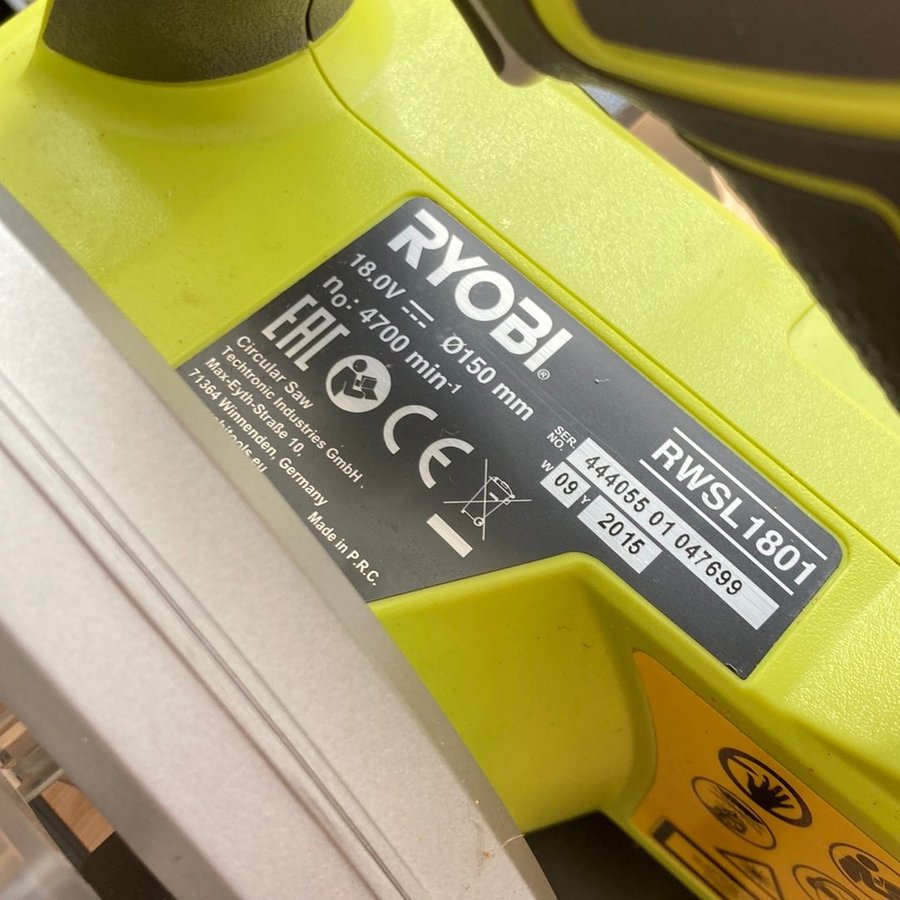 RYOBI®
18.0V ⎓ Ø150 mm
n₀: 4700 min⁻¹
EAC
CE
Circular Saw
Techtronic Industries GmbH
Max-Eyth-Straße 10,
71364 Winnenden, Germany
Made in P.R.C.
RWSL1801
SER. NO. 444055 01 047699
W 09 Y 2015